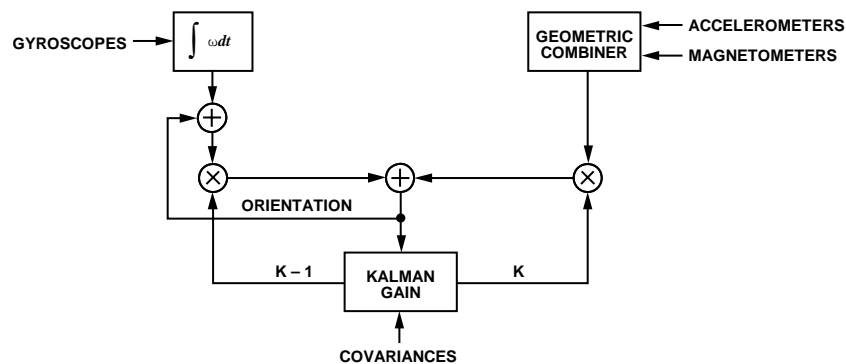 GYROSCOPES
∫ ωdt
GEOMETRIC
COMBINER
ACCELEROMETERS
MAGNETOMETERS
ORIENTATION
K – 1
KALMAN
GAIN
K
COVARIANCES